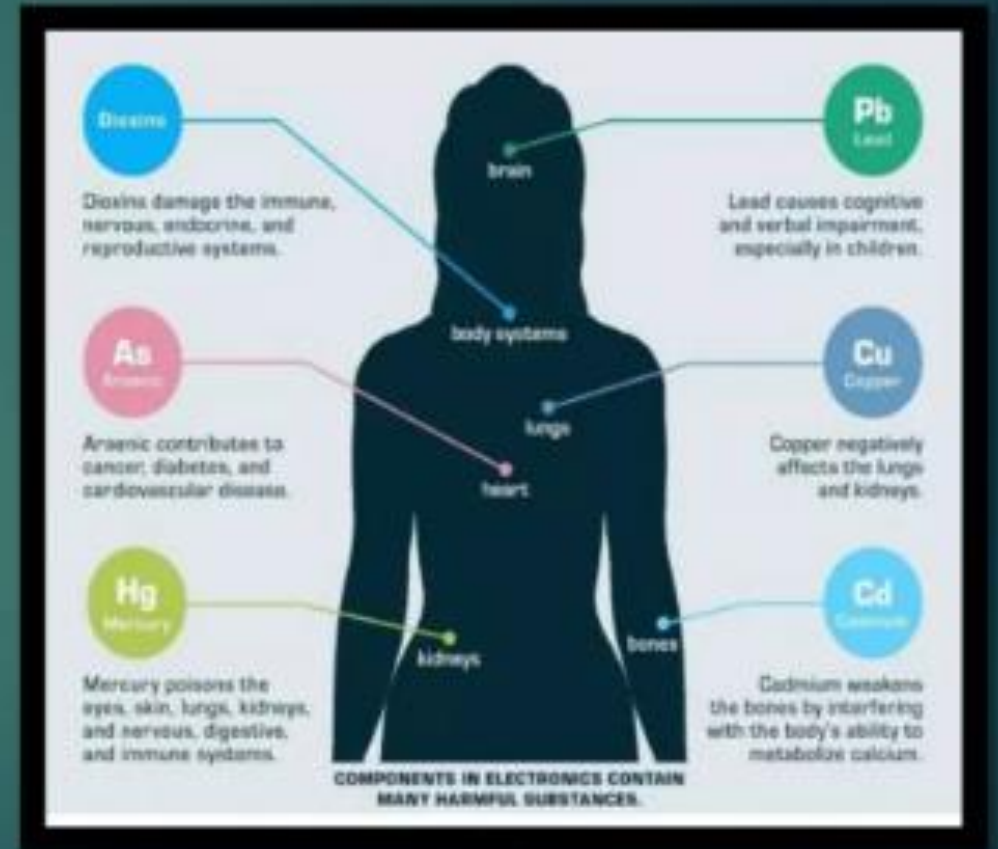 Dioxins
Dioxins damage the immune,
nervous, endocrine, and
reproductive systems.
As
Arsenic
Arsenic contributes to
cancer, diabetes, and
cardiovascular disease.
Hg
Mercury
Mercury poisons the
eyes, skin, lungs, kidneys,
and nervous, digestive,
and immune systems.
brain
body systems
lungs
heart
kidneys
bones
Pb
Lead
Lead causes cognitive
and verbal impairment,
especially in children.
Cu
Copper
Copper negatively
affects the lungs
and kidneys.
Cd
Cadmium
Cadmium weakens
the bones by interfering
with the body's ability to
metabolize calcium.
COMPONENTS IN ELECTRONICS CONTAIN
MANY HARMFUL SUBSTANCES.